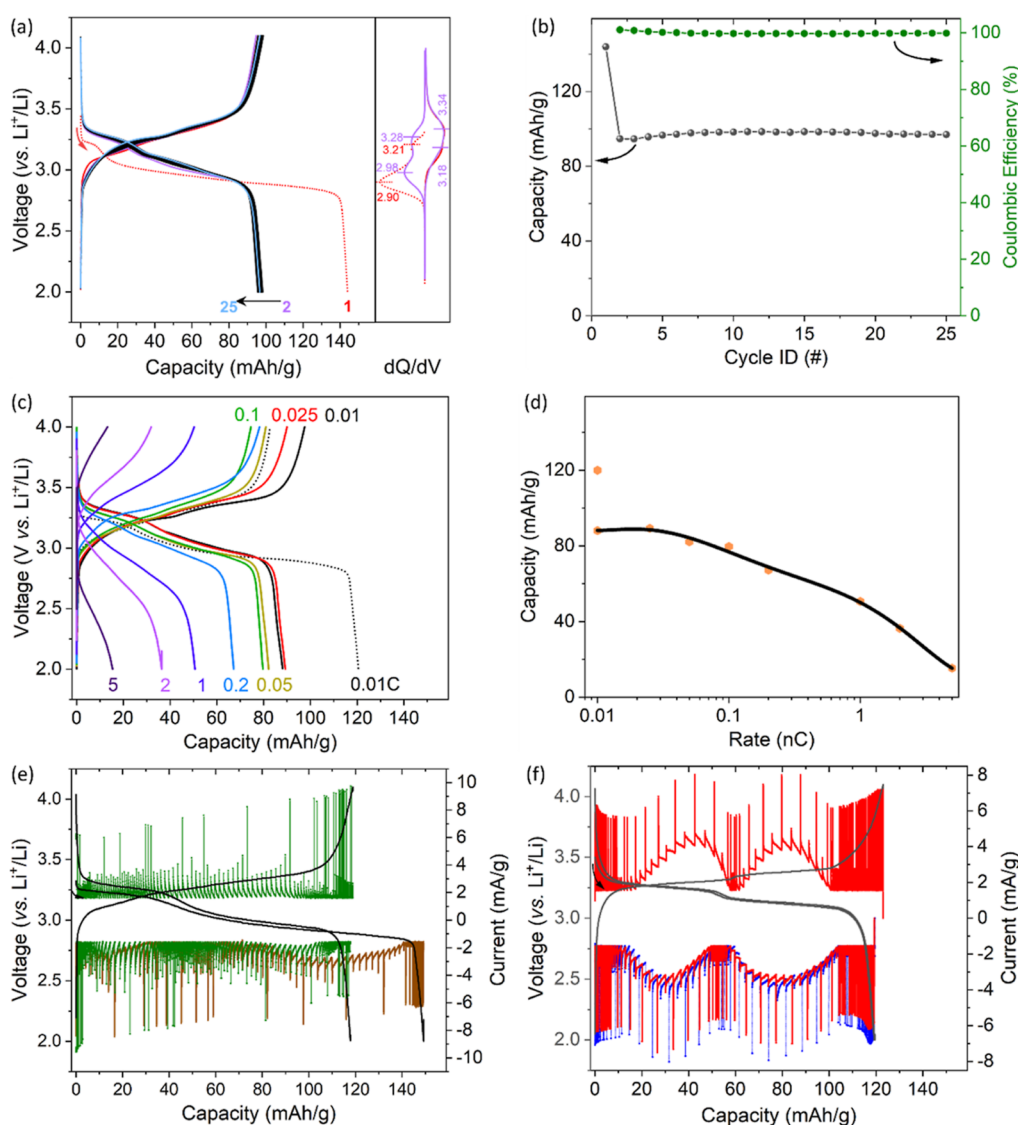 (a)
4.0
3.5
3.0
2.5
2.0
Voltage (vs. Li⁺/Li)
3.34
3.28
3.21
2.98
3.18
2.90
25
2
1
0 20 40 60 80 100 120 140
Capacity (mAh/g)
dQ/dV
(b)
120
80
40
0
Capacity (mAh/g)
100
80
60
40
20
0
Coulombic Efficiency (%)
0 5 10 15 20 25
Cycle ID (#)
(c)
4.0
3.5
3.0
2.5
2.0
Voltage (V vs. Li⁺/Li)
0.1 0.025 0.01
5 2 1 0.2 0.05 0.01C
0 20 40 60 80 100 120 140
Capacity (mAh/g)
(d)
120
80
40
0
Capacity (mAh/g)
0.01 0.1 1
Rate (nC)
(e)
4.0
3.5
3.0
2.5
2.0
Voltage (vs. Li⁺/Li)
10
8
6
4
2
0
-2
-4
-6
-8
-10
Current (mA/g)
0 20 40 60 80 100 120 140
Capacity (mAh/g)
(f)
4.0
3.5
3.0
2.5
2.0
Voltage (vs. Li⁺/Li)
8
6
4
2
0
-2
-4
-6
-8
Current (mA/g)
0 20 40 60 80 100 120 140
Capacity (mAh/g)